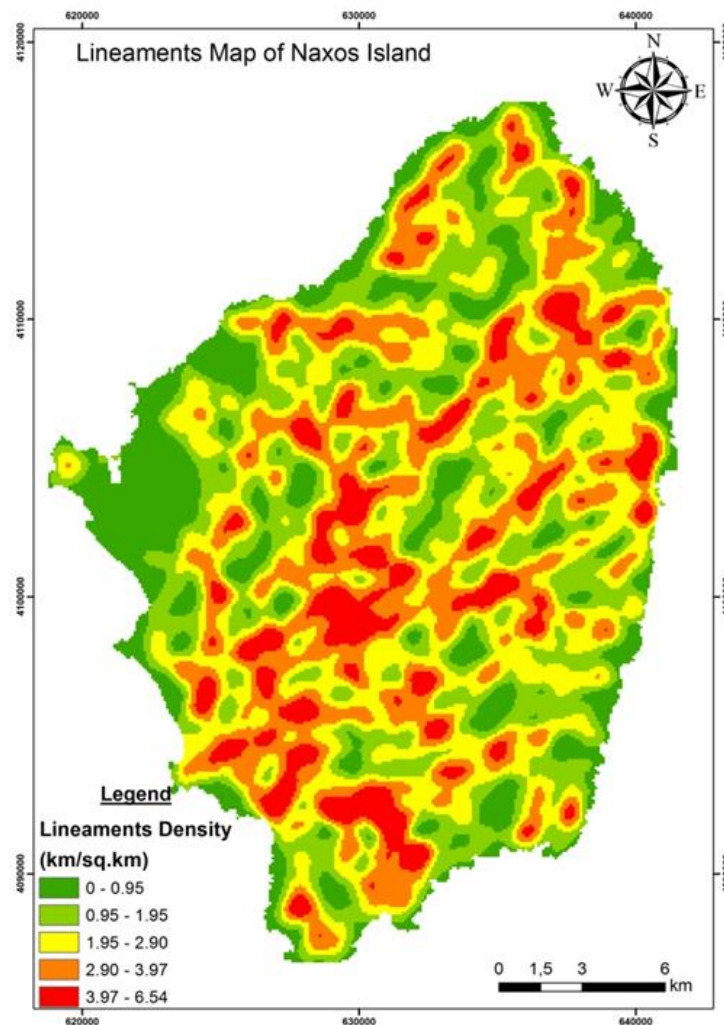 620000 630000 640000
4120000
Lineaments Map of Naxos Island
N
W E
S
4110000
4100000
Legend
Lineaments Density
(km/sq.km)
4090000
0 - 0.95
0.95 - 1.95
1.95 - 2.90
2.90 - 3.97
3.97 - 6.54
0 1,5 3 6
km
620000 630000 640000